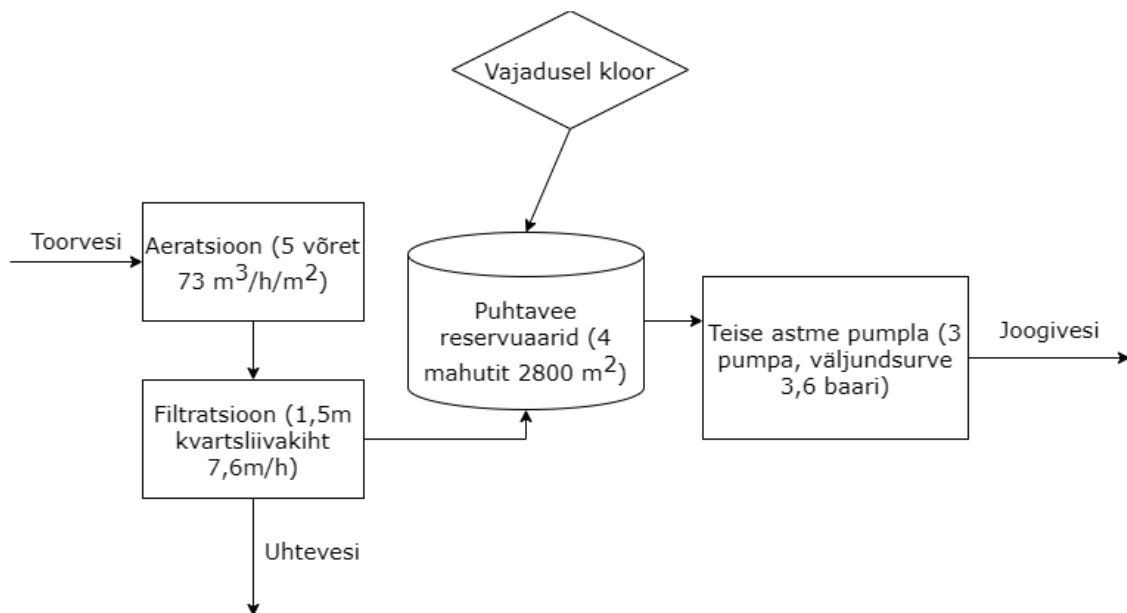 Vajadusel kloor
Toorvesi
Aeratsioon (5 võret
73 m³/h/m²)
Puhtavee
reservuaarid (4
mahutit 2800 m²)
Teise astme pumpla (3
pumpa, väljundsurve
3,6 baari)
Joogivesi
Filtratsioon (1,5m
kvartsliivakiht
7,6m/h)
Uhtevesi